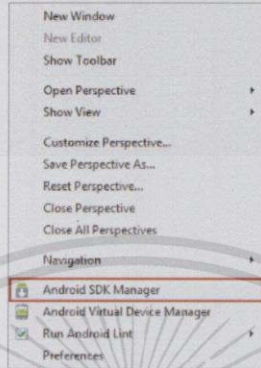 New Window
New Editor
Show Toolbar
Open Perspective
Show View
Customize Perspective...
Save Perspective As...
Reset Perspective...
Close Perspective
Close All Perspectives
Navigation
Android SDK Manager
Android Virtual Device Manager
Run Android Lint
Preferences